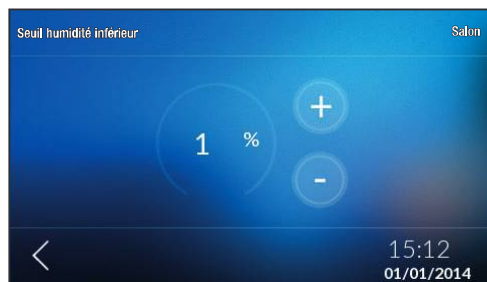 Seuil humidité inférieur
Salon
1 %
+
-
15:12
01/01/2014